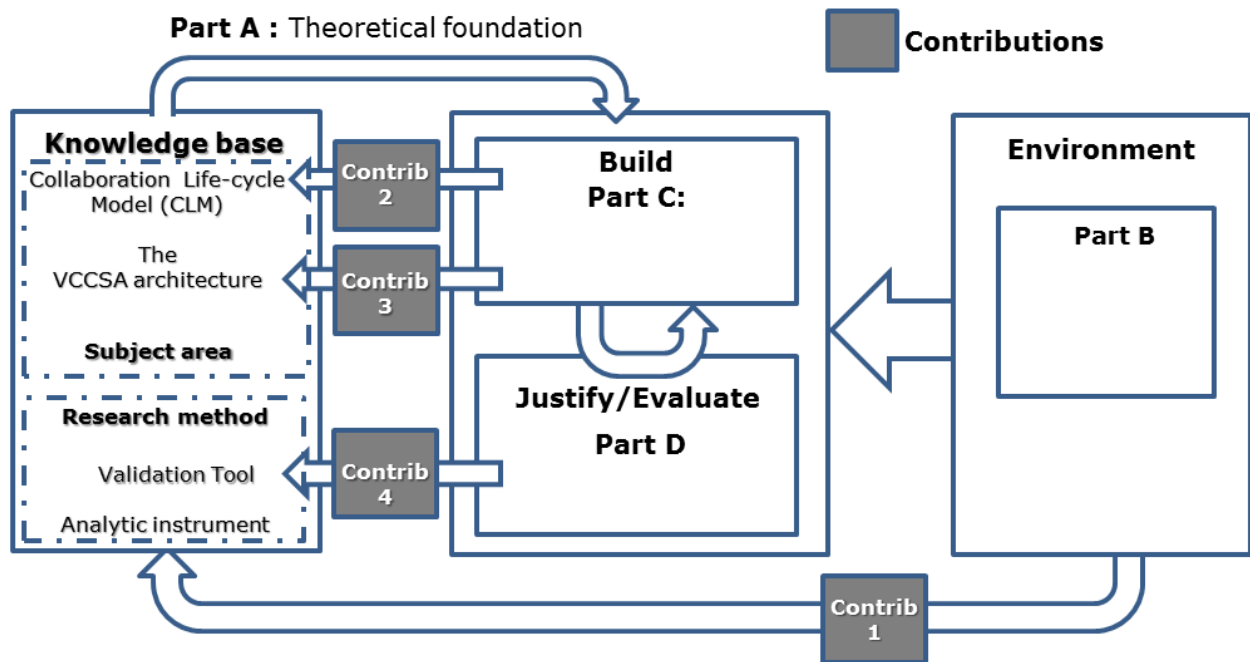 Part A : Theoretical foundation
Contributions
Knowledge base
Collaboration Life-cycle
Model (CLM)
The
VCCSA architecture
Subject area
Research method
Validation Tool
Analytic instrument
Contrib
2
Contrib
3
Contrib
4
Build
Part C:
Justify/Evaluate
Part D
Environment
Part B
Contrib
1